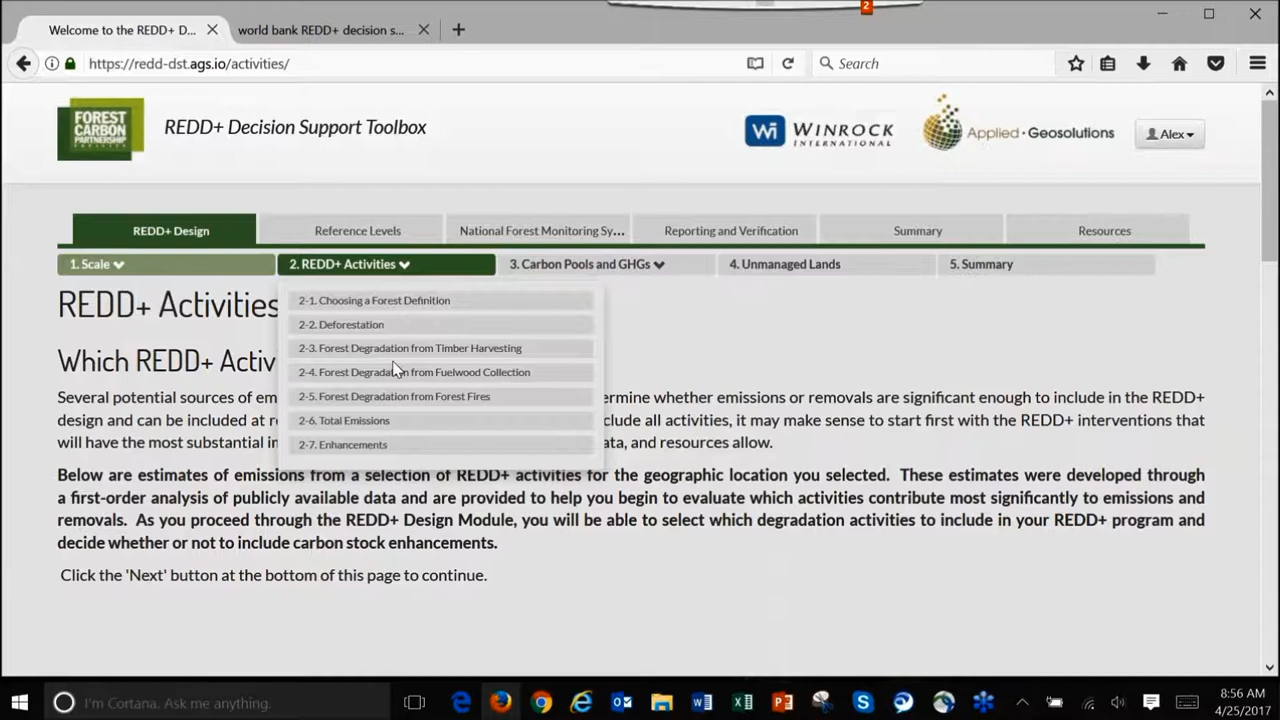 2
Welcome to the REDD+ D...
world bank REDD+ decision s...
https://redd-dst.ags.io/activities/
Search
FOREST
CARBON
PARTNERSHIP
REDD+ Decision Support Toolbox
Wi WINROCK
INTERNATIONAL
Applied·Geosolutions
Alex
REDD+ Design
Reference Levels
National Forest Monitoring Sy...
Reporting and Verification
Summary
Resources
1. Scale
2. REDD+ Activities
3. Carbon Pools and GHGs
4. Unmanaged Lands
5. Summary
REDD+ Activities
2-1. Choosing a Forest Definition
2-2. Deforestation
2-3. Forest Degradation from Timber Harvesting
2-4. Forest Degradation from Fuelwood Collection
2-5. Forest Degradation from Forest Fires
2-6. Total Emissions
2-7. Enhancements
Which REDD+ Activ
Several potential sources of em termine whether emissions or removals are significant enough to include in the REDD+
design and can be included at r clude all activities, it may make sense to start first with the REDD+ interventions
will have the most substantial in ta, and resources allow.
Below are estimates of emissions from a selection of REDD+ activities for the geographic location you selected. These estimates were developed through
a first-order analysis of publicly available data and are provided to help you begin to evaluate which activities contribute most significantly to emissions and
removals. As you proceed through the REDD+ Design Module, you will be able to select which degradation activities to include in your REDD+ program and
decide whether or not to include carbon stock enhancements.
Click the 'Next' button at the bottom of this page to continue.
I'm Cortana. Ask me anything.
8:56 AM
4/25/2017